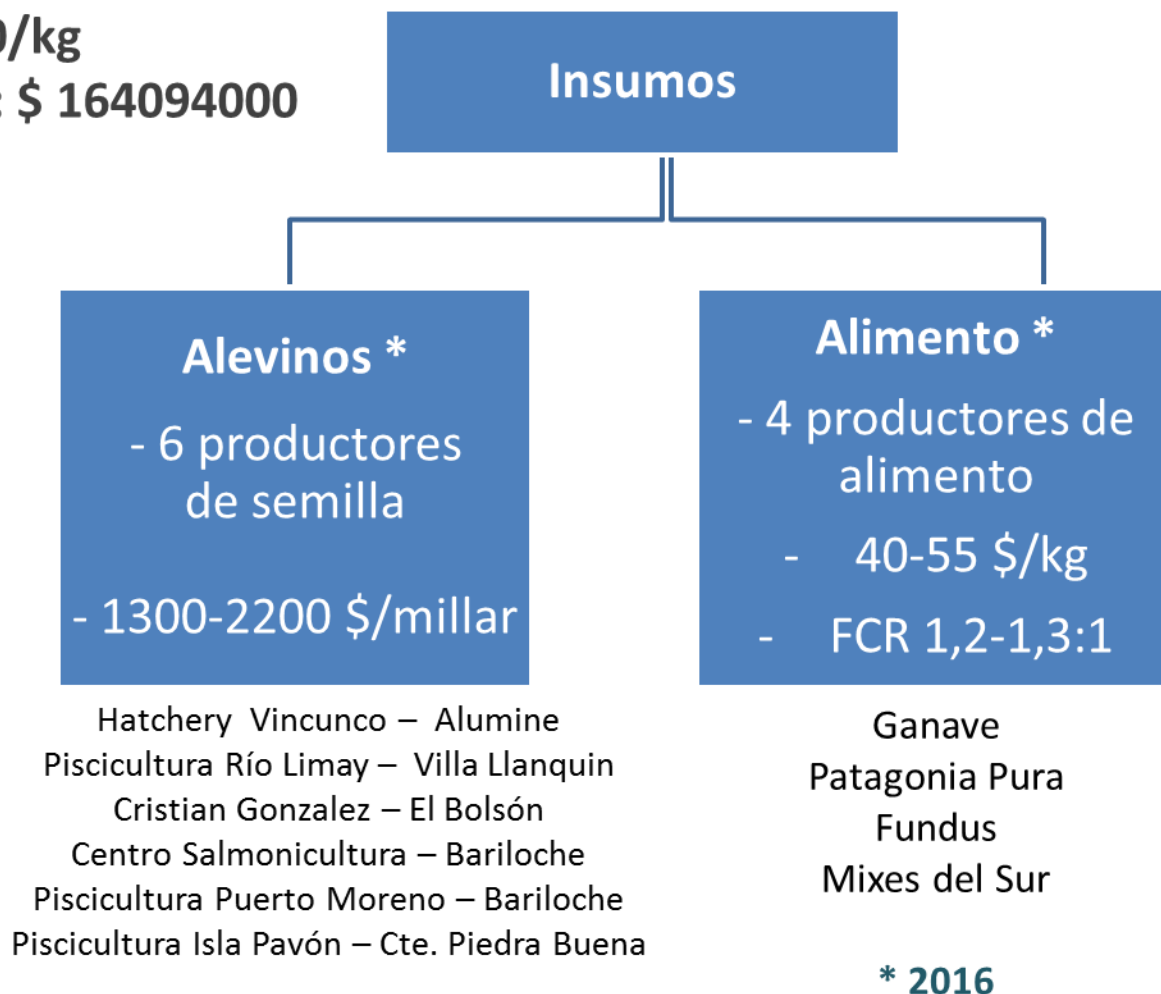 /kg
: $ 164094000
Insumos
Alevinos *
- 6 productores
de semilla
- 1300-2200 $/millar
Hatchery Vincunco – Alumine
Piscicultura Río Limay – Villa Llanquin
Cristian Gonzalez – El Bolsón
Centro Salmonicultura – Bariloche
Piscicultura Puerto Moreno – Bariloche
Piscicultura Isla Pavón – Cte. Piedra Buena
Alimento *
- 4 productores de
alimento
- 40-55 $/kg
- FCR 1,2-1,3:1
Ganave
Patagonia Pura
Fundus
Mixes del Sur
* 2016